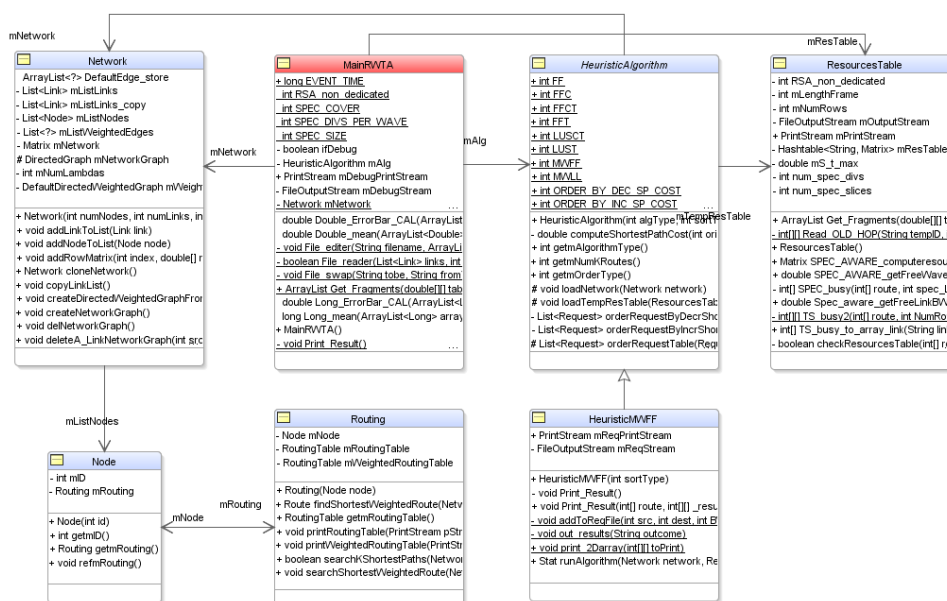 mNetwork
mResTable
Network
ArrayList<?> DefaultEdge_store
- List<Link> mListLinks
- List<Link> mListLinks_copy
- List<Node> mListNodes
- List<?> mListWeightedEdges
- Matrix mNetwork
# DirectedGraph mNetworkGraph
- int mNumLambdas
- DefaultDirectedWeightedGraph mWeight
+ Network(int numNodes, int numLinks, in
+ void addLinkToList(Link link)
+ void addNodeToList(Node node)
+ void addRowMatrix(int index, double[] r
+ Network cloneNetwork()
+ void copyLinkList()
+ void createDirectedWeightedGraphFror
+ void createNetworkGraph()
+ void delNetworkGraph()
+ void deleteA_LinkNetworkGraph(int src
mNetwork
MainRWTA
+ long EVENT_TIME
int RSA_non_dedicated
int SPEC_COVER
int SPEC_DIVS_PER_WAVE
int SPEC_SIZE
- boolean ifDebug
- HeuristicAlgorithm mAlg
+ PrintStream mDebugPrintStream
- FileOutputStream mDebugStream
- Network mNetwork
...
double Double_ErrorBar_CAL(ArrayList
double Double_mean(ArrayList<Double>
- void File_editor(String filename, ArrayLi
- boolean File_reader(List<Link> links, int
- void File_swap(String tobe, String from
+ ArrayList Get_Fragments(double[][] tab
double Long_ErrorBar_CAL(ArrayList<L
long Long_mean(ArrayList<Long> array
+ MainRWTA()
- void Print_Result()
...
mAlg
HeuristicAlgorithm
+ int FF
+ int FFC
+ int FFCT
+ int FFT
+ int LUSCT
+ int LUST
+ int MWFF
+ int MWLL
+ int ORDER_BY_DEC_SP_COST
+ int ORDER_BY_INC_SP_COST
mTempResTable
+ HeuristicAlgorithm(int algType, int sort
- double computeShortestPathCost(int ori
+ int getmAlgorithmType()
+ int getmNumKRoutes()
+ int getmOrderType()
# void loadNetwork(Network network)
# void loadTempResTable(ResourcesTab
- List<Request> orderRequestByDecrSho
- List<Request> orderRequestByIncrShor
# List<Request> orderRequestTable(Requ
ResourcesTable
- int RSA_non_dedicated
- int mLengthFrame
- int mNumRows
- FileOutputStream mOutputStream
+ PrintStream mPrintStream
- Hashtable<String, Matrix> mResTable
- double mS_t_max
- int num_spec_divs
- int num_spec_slices
+ ArrayList Get_Fragments(double[][] t
- int[][] Read_OLD_HOP(String tempID, r
+ ResourcesTable()
+ Matrix SPEC_AWARE_computeresou
+ double SPEC_AWARE_getFreeWave
- int[] SPEC_busy(int[] route, int spec_L
+ double Spec_aware_getFreeLinkBW
- int[][] TS_busy2(int[] route, int NumRo
+ int[] TS_busy_to_array_link(String lin
- boolean checkResourcesTable(int[] r
mListNodes
Node
- int mID
- Routing mRouting
+ Node(int id)
+ int getmID()
+ Routing getmRouting()
+ void refmRouting()
mRouting
mNode
Routing
- Node mNode
- RoutingTable mRoutingTable
- RoutingTable mWeightedRoutingTable
+ Routing(Node node)
+ Route findShortestWeightedRoute(Netw
+ RoutingTable getmRoutingTable()
+ void printRoutingTable(PrintStream pStr
+ void printWeightedRoutingTable(PrintStr
+ boolean searchKShortestPaths(Networ
+ void searchShortestWeightedRoute(Ne
HeuristicMWFF
+ PrintStream mReqPrintStream
- FileOutputStream mReqStream
+ HeuristicMWFF(int sortType)
- void Print_Result()
+ void Print_Result(int[] route, int[][] _resu
- void addToReqFile(int src, int dest, int B
- void out_results(String outcome)
+ void print_2Darray(int[][] toPrint)
+ Stat runAlgorithm(Network network, Re